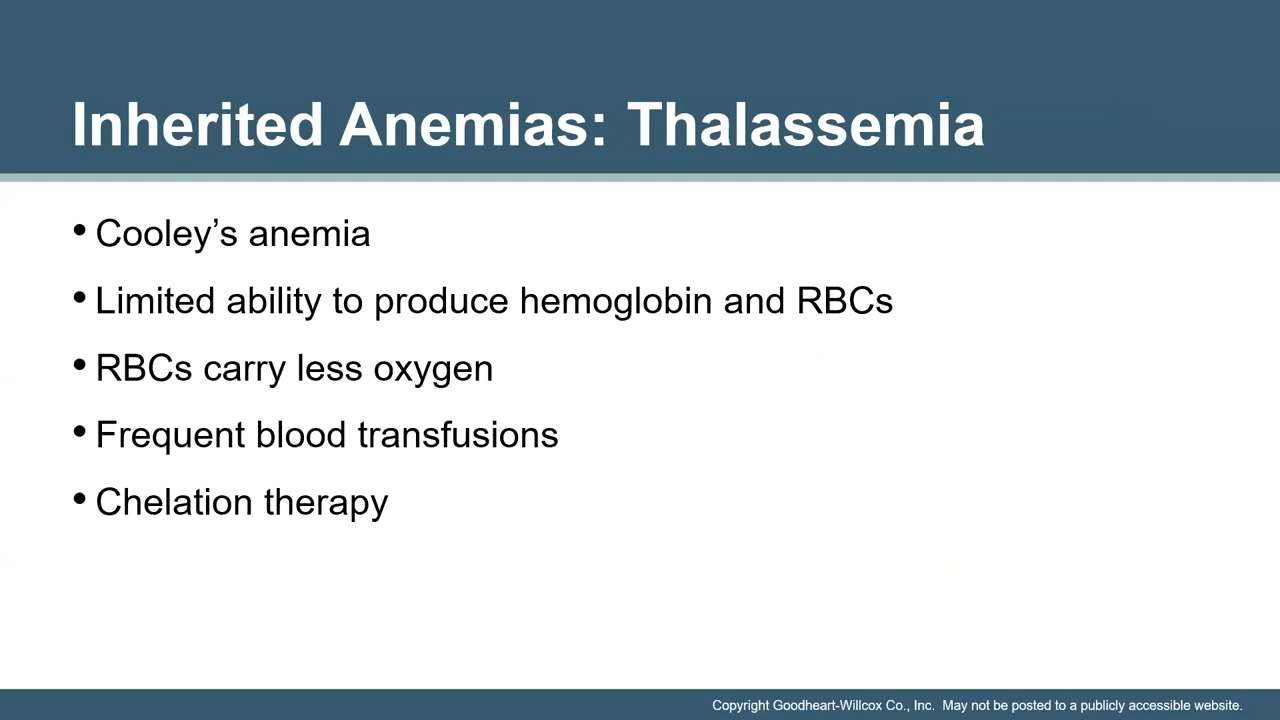 Inherited Anemias: Thalassemia
• Cooley’s anemia
• Limited ability to produce hemoglobin and RBCs
• RBCs carry less oxygen
• Frequent blood transfusions
• Chelation therapy
Copyright Goodheart-Willcox Co., Inc.  May not be posted to a publicly accessible website.